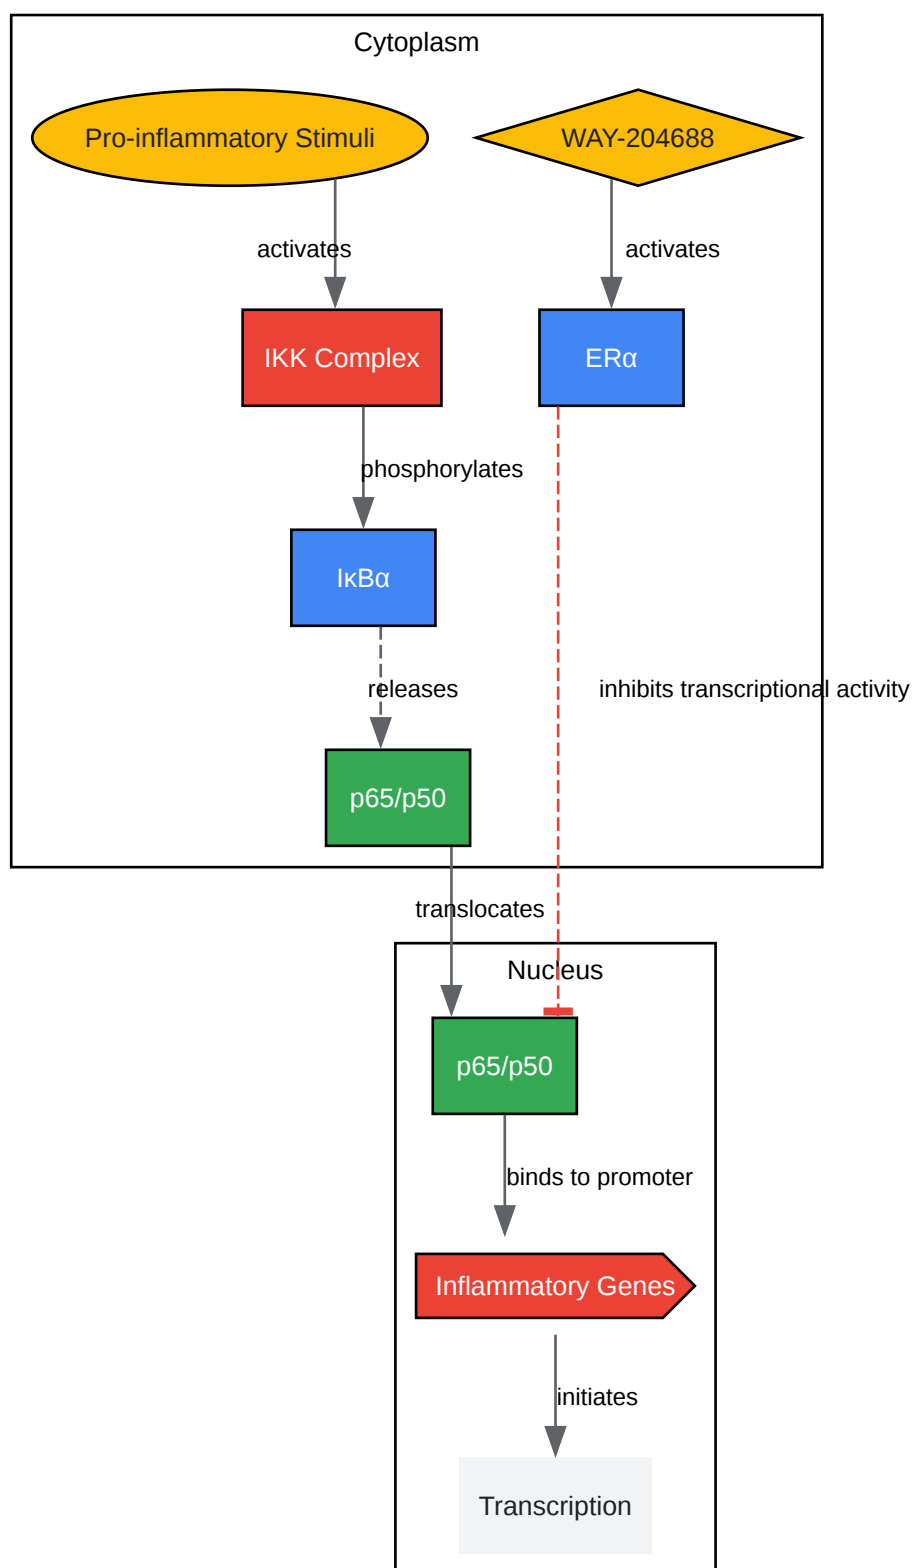 Cytoplasm
Pro-inflammatory Stimuli
WAY-204688
activates
activates
IKK Complex
ERα
phosphorylates
IκBα
releases
inhibits transcriptional activity
p65/p50
translocates
Nucleus
p65/p50
binds to promoter
Inflammatory Genes
initiates
Transcription